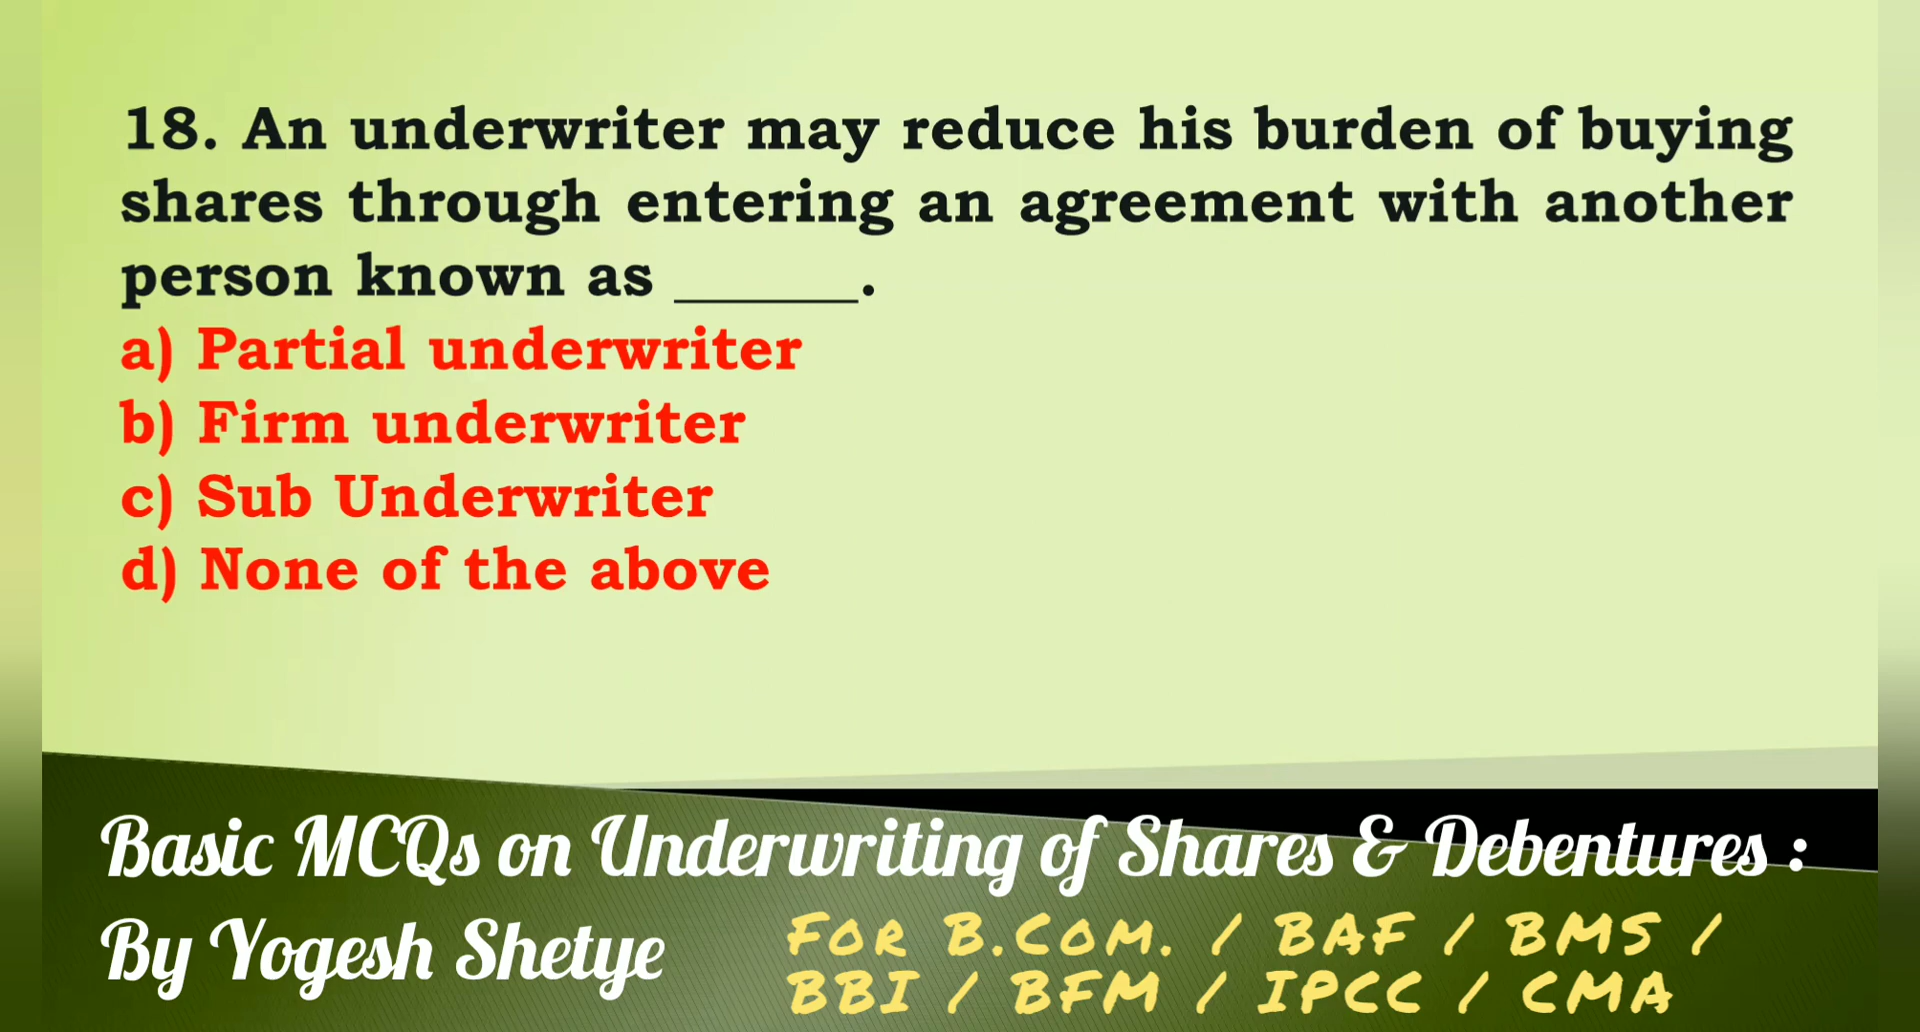 18. An underwriter may reduce his burden of buying
shares through entering an agreement with another
person known as ______.
a) Partial underwriter
b) Firm underwriter
c) Sub Underwriter
d) None of the above
Basic MCQs on Underwriting of Shares & Debentures :
By Yogesh Shetye
FOR B.COM. / BAF / BMS /
BBI / BFM / IPCC / CMA